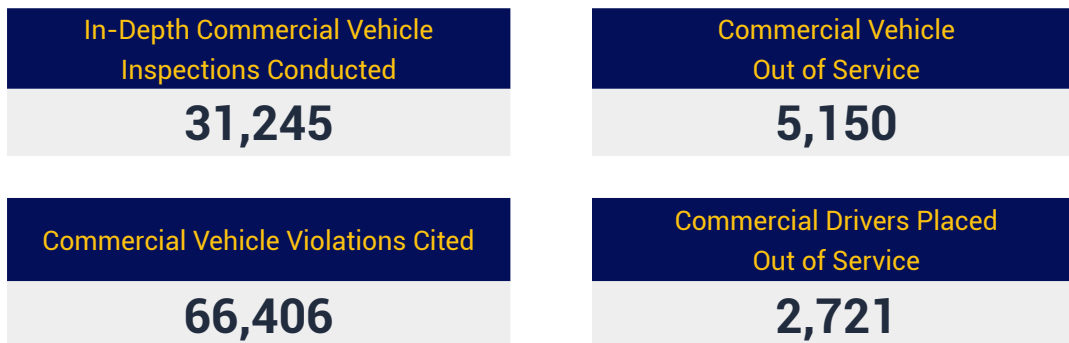 In-Depth Commercial Vehicle
Inspections Conducted
31,245
Commercial Vehicle
Out of Service
5,150
Commercial Vehicle Violations Cited
66,406
Commercial Drivers Placed
Out of Service
2,721